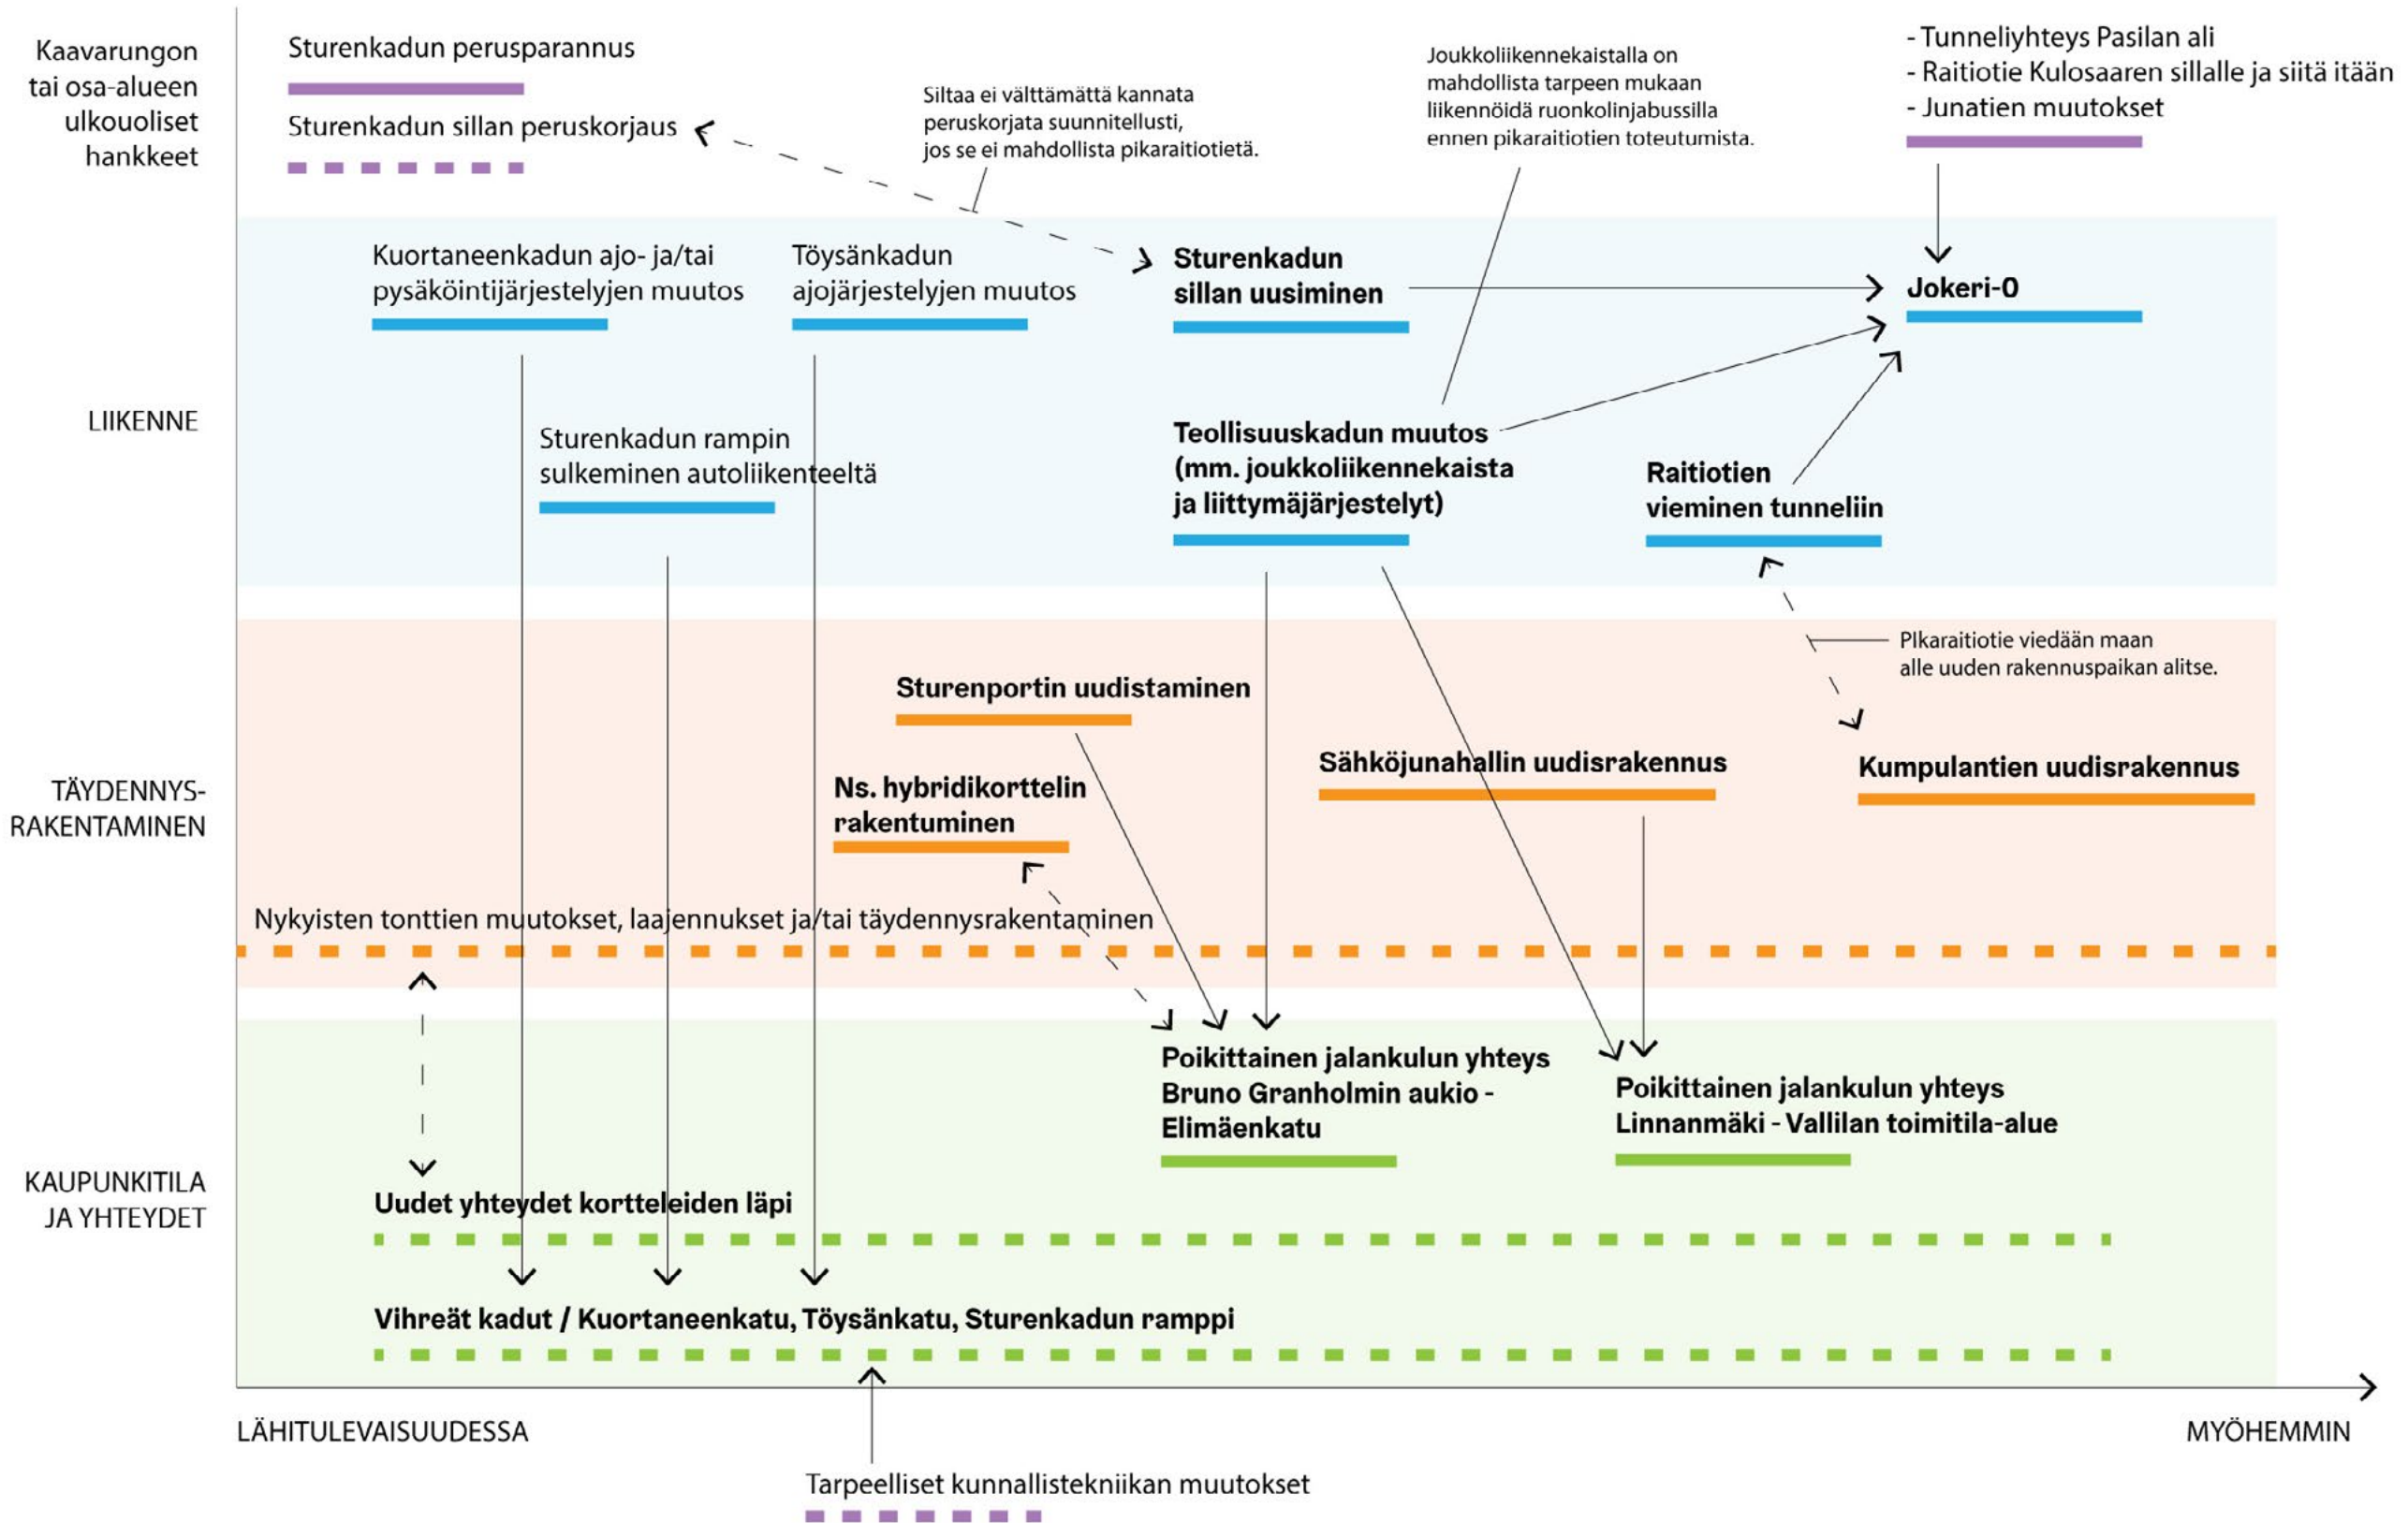 Kaavarungon
tai osa-alueen
ulkouoliset
hankkeet
Sturenkadun perusparannus
Sturenkadun sillan peruskorjaus
Siltaa ei välttämättä kannata
peruskorjata suunnitellusti,
jos se ei mahdollista pikaraitiotietä.
Joukkoliikennekaistalla on
mahdollista tarpeen mukaan
liikennöidä ruonkolinjabussilla
ennen pikaraitiotien toteutumista.
- Tunneliyhteys Pasilan ali
- Raitiotie Kulosaaren sillalle ja siitä itään
- Junatien muutokset
LIIKENNE
Kuortaneenkadun ajo- ja/tai
pysäköintijärjestelyjen muutos
Töysänkadun
ajojärjestelyjen muutos
Sturenkadun
sillan uusiminen
Jokeri-0
Sturenkadun rampin
sulkeminen autoliikenteeltä
Teollisuuskadun muutos
(mm. joukkoliikennekaista
ja liittymäjärjestelyt)
Raitiotien
vieminen tunneliin
TÄYDENNYS-
RAKENTAMINEN
PIkaraitiotie viedään maan
alle uuden rakennuspaikan alitse.
Sturenportin uudistaminen
Ns. hybridikorttelin
rakentuminen
Sähköjunahallin uudisrakennus
Kumpulantien uudisrakennus
Nykyisten tonttien muutokset, laajennukset ja/tai täydennysrakentaminen
KAUPUNKITILA
JA YHTEYDET
Poikittainen jalankulun yhteys
Bruno Granholmin aukio -
Elimäenkatu
Poikittainen jalankulun yhteys
Linnanmäki - Vallilan toimitila-alue
Uudet yhteydet kortteleiden läpi
Vihreät kadut / Kuortaneenkatu, Töysänkatu, Sturenkadun ramppi
LÄHITULEVAISUUDESSA
MYÖHEMMIN
Tarpeelliset kunnallistekniikan muutokset